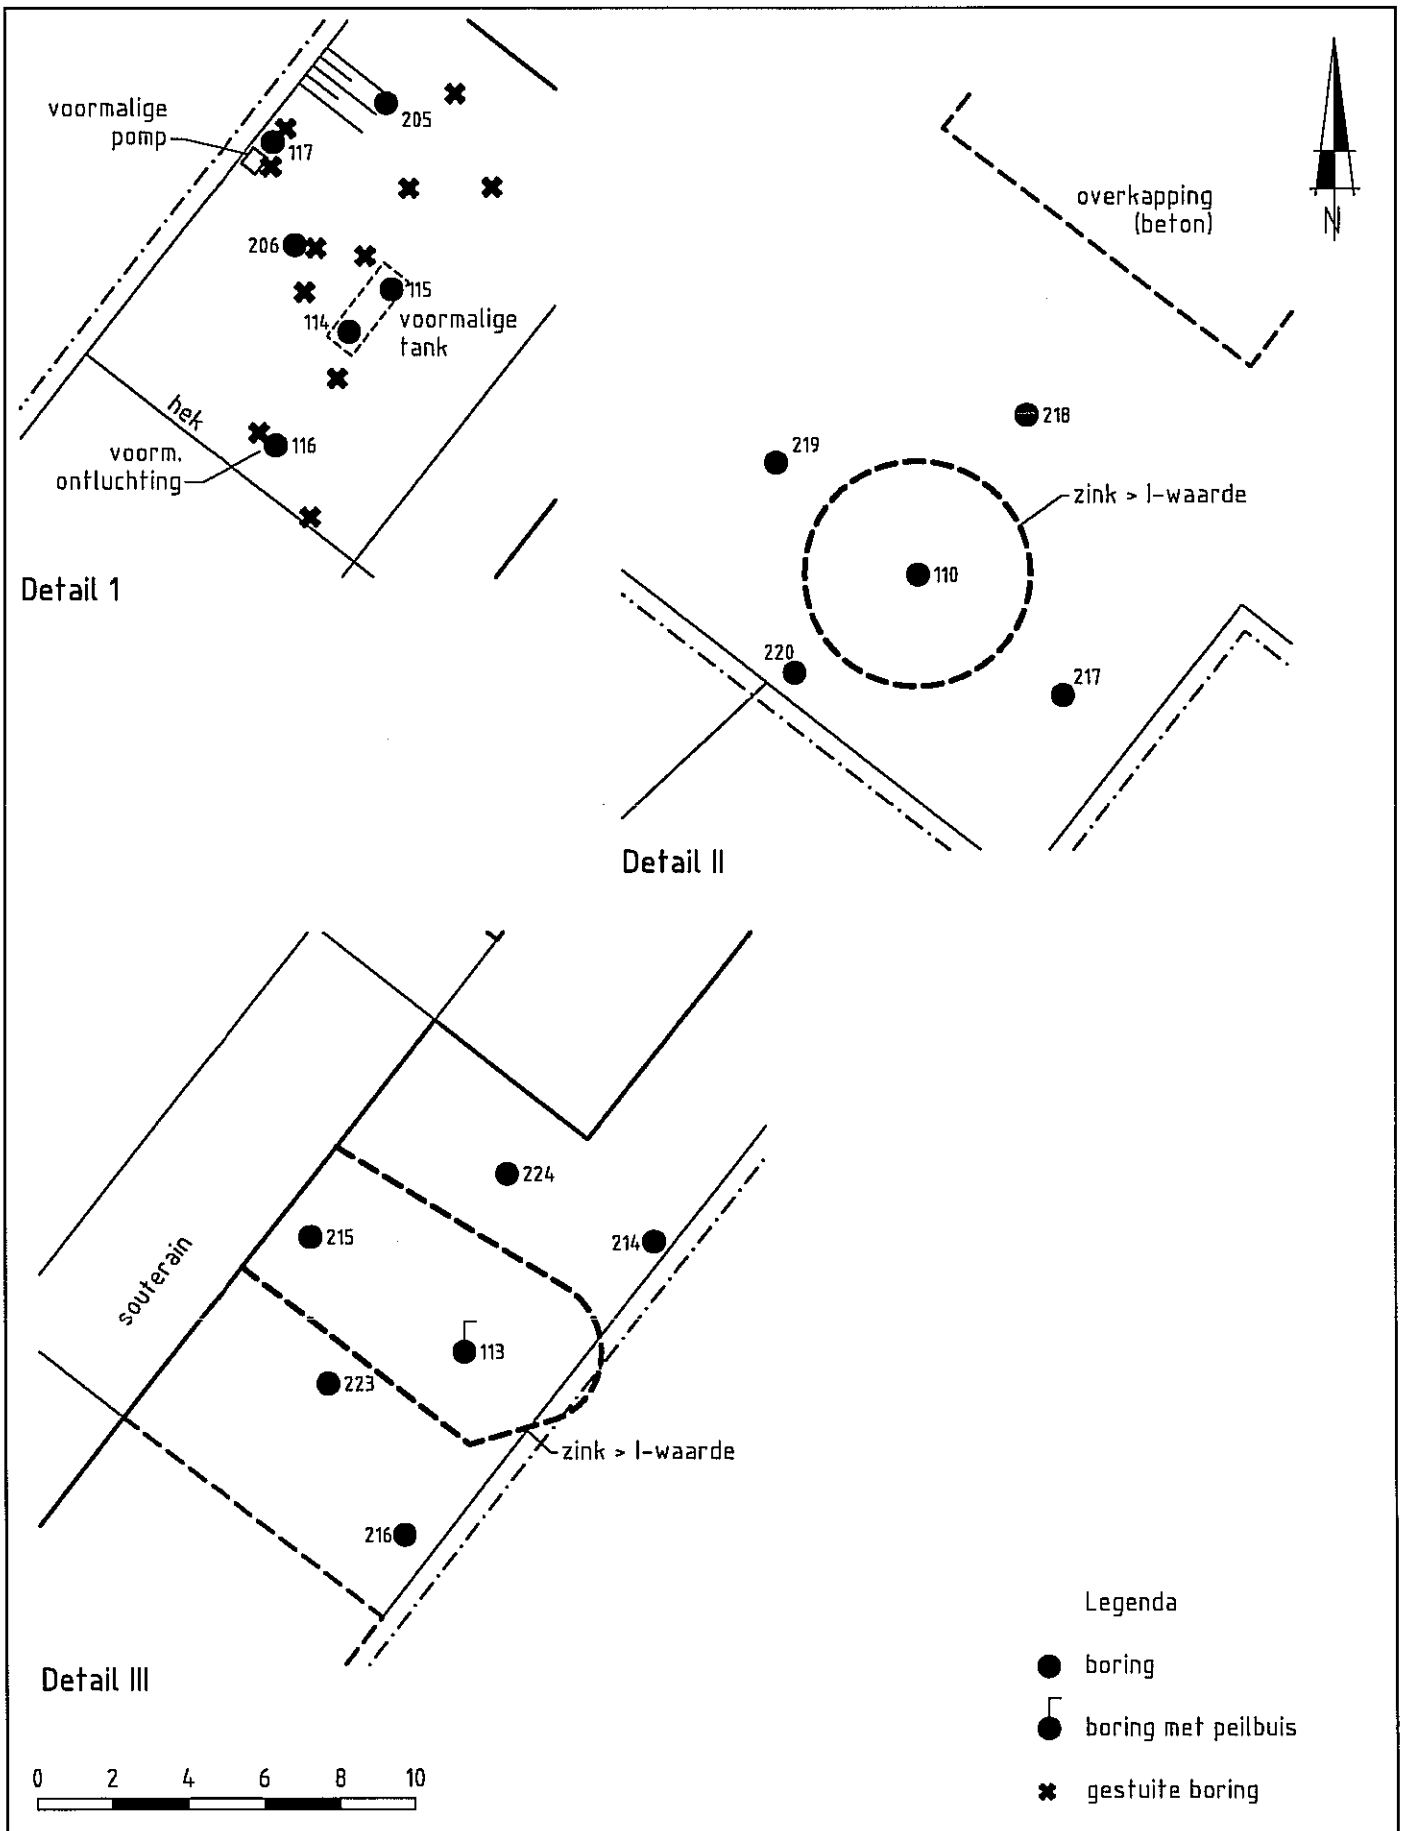 voormalige
pomp
205
117
206
115
114
voormalige
tank
hek
116
voorm.
ontluchting
Detail 1
overkapping
(beton)
N
218
219
zink > I-waarde
110
220
217
Detail II
224
215
214
souterain
113
223
zink > I-waarde
216
Detail III
Legenda
boring
boring met peilbuis
gestuite boring
0 2 4 6 8 10